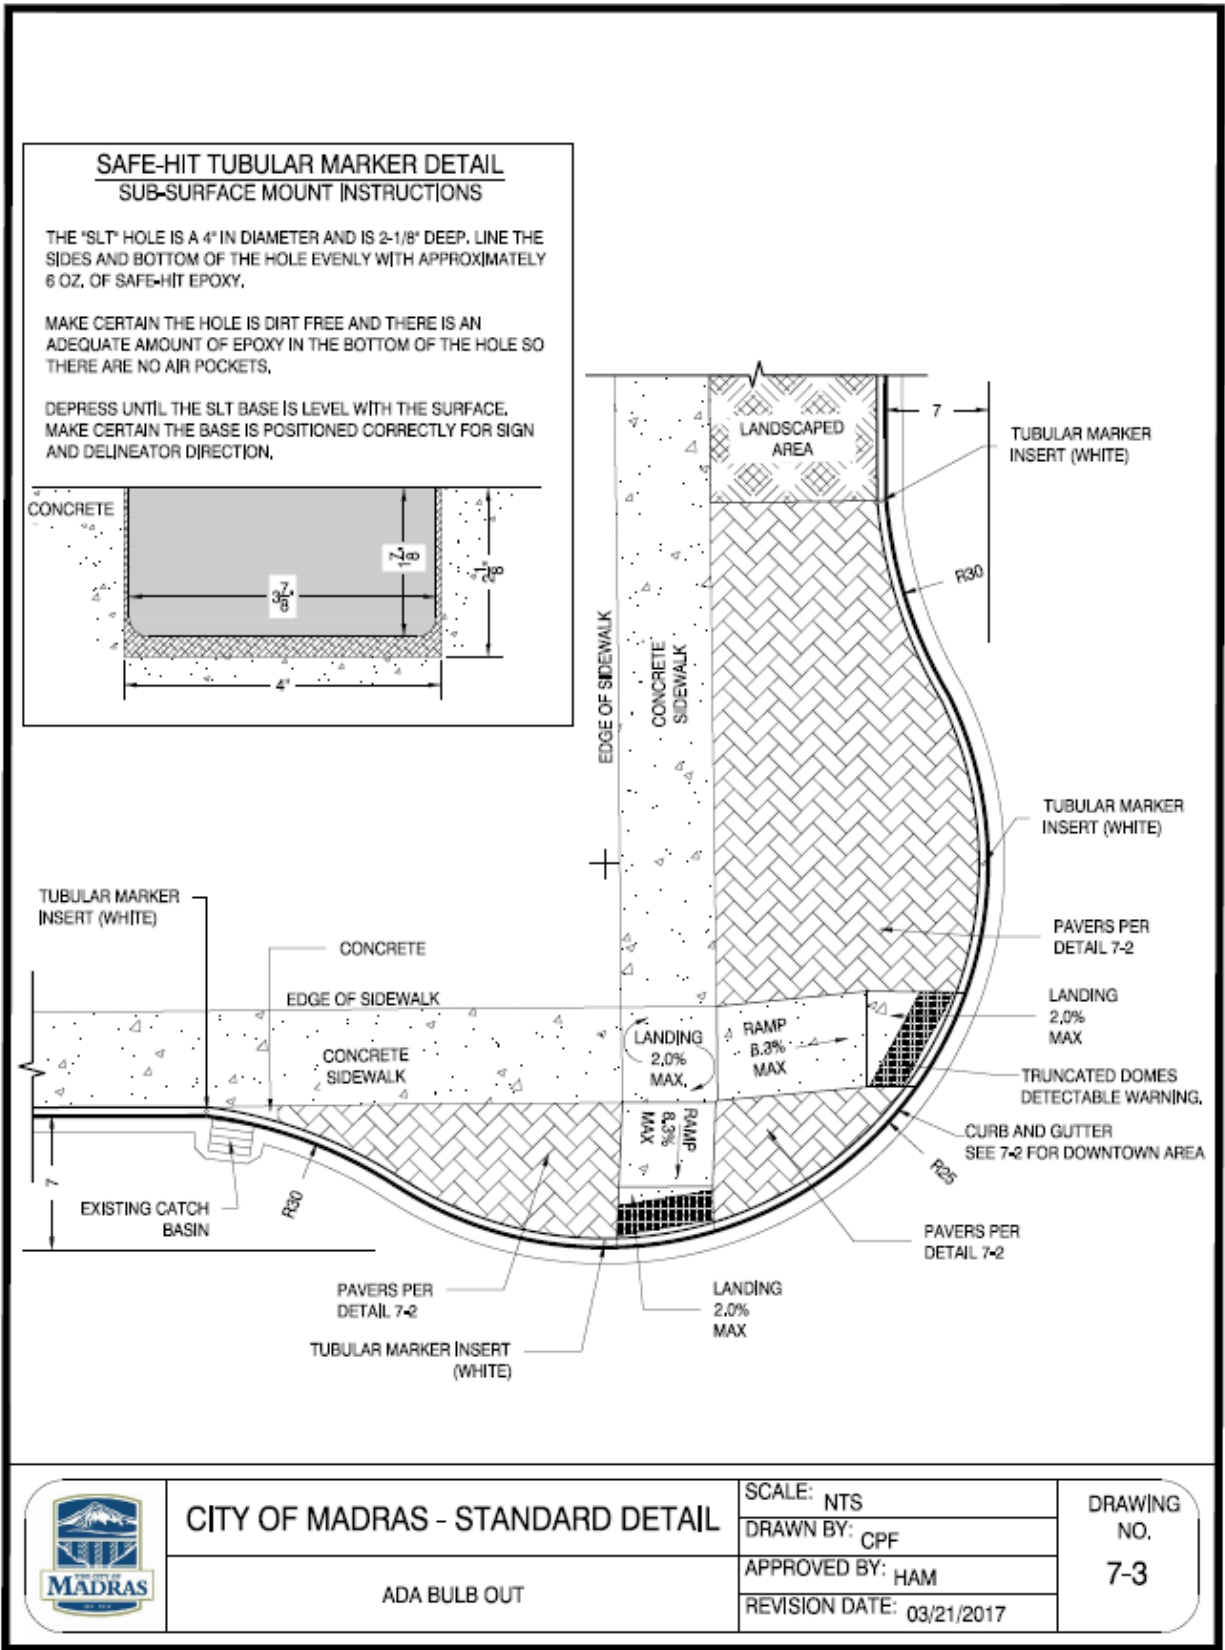 SAFE-HIT TUBULAR MARKER DETAIL
SUB-SURFACE MOUNT INSTRUCTIONS
THE "SLT" HOLE IS A 4" IN DIAMETER AND IS 2-1/8" DEEP. LINE THE
SIDES AND BOTTOM OF THE HOLE EVENLY WITH APPROXIMATELY
6 OZ. OF SAFE-HIT EPOXY.
MAKE CERTAIN THE HOLE IS DIRT FREE AND THERE IS AN
ADEQUATE AMOUNT OF EPOXY IN THE BOTTOM OF THE HOLE SO
THERE ARE NO AIR POCKETS.
DEPRESS UNTIL THE SLT BASE IS LEVEL WITH THE SURFACE.
MAKE CERTAIN THE BASE IS POSITIONED CORRECTLY FOR SIGN
AND DELINEATOR DIRECTION.
CONCRETE
1 7/8"
2 1/8"
3 7/8"
4"
LANDSCAPED
AREA
7
TUBULAR MARKER
INSERT (WHITE)
R30
EDGE OF SIDEWALK
CONCRETE
SIDEWALK
TUBULAR MARKER
INSERT (WHITE)
TUBULAR MARKER
INSERT (WHITE)
CONCRETE
PAVERS PER
DETAIL 7-2
EDGE OF SIDEWALK
LANDING
2.0%
MAX
CONCRETE
SIDEWALK
LANDING
2.0%
MAX.
RAMP
8.3%
MAX
TRUNCATED DOMES
DETECTABLE WARNING.
RAMP
8.3%
MAX
CURB AND GUTTER
SEE 7-2 FOR DOWNTOWN AREA
R25
7
EXISTING CATCH
BASIN
R30
PAVERS PER
DETAIL 7-2
PAVERS PER
DETAIL 7-2
LANDING
2.0%
MAX
TUBULAR MARKER INSERT
(WHITE)
THE CITY OF
MADRAS
CITY OF MADRAS - STANDARD DETAIL
ADA BULB OUT
SCALE: NTS
DRAWN BY: CPF
APPROVED BY: HAM
REVISION DATE: 03/21/2017
DRAWING
NO.
7-3